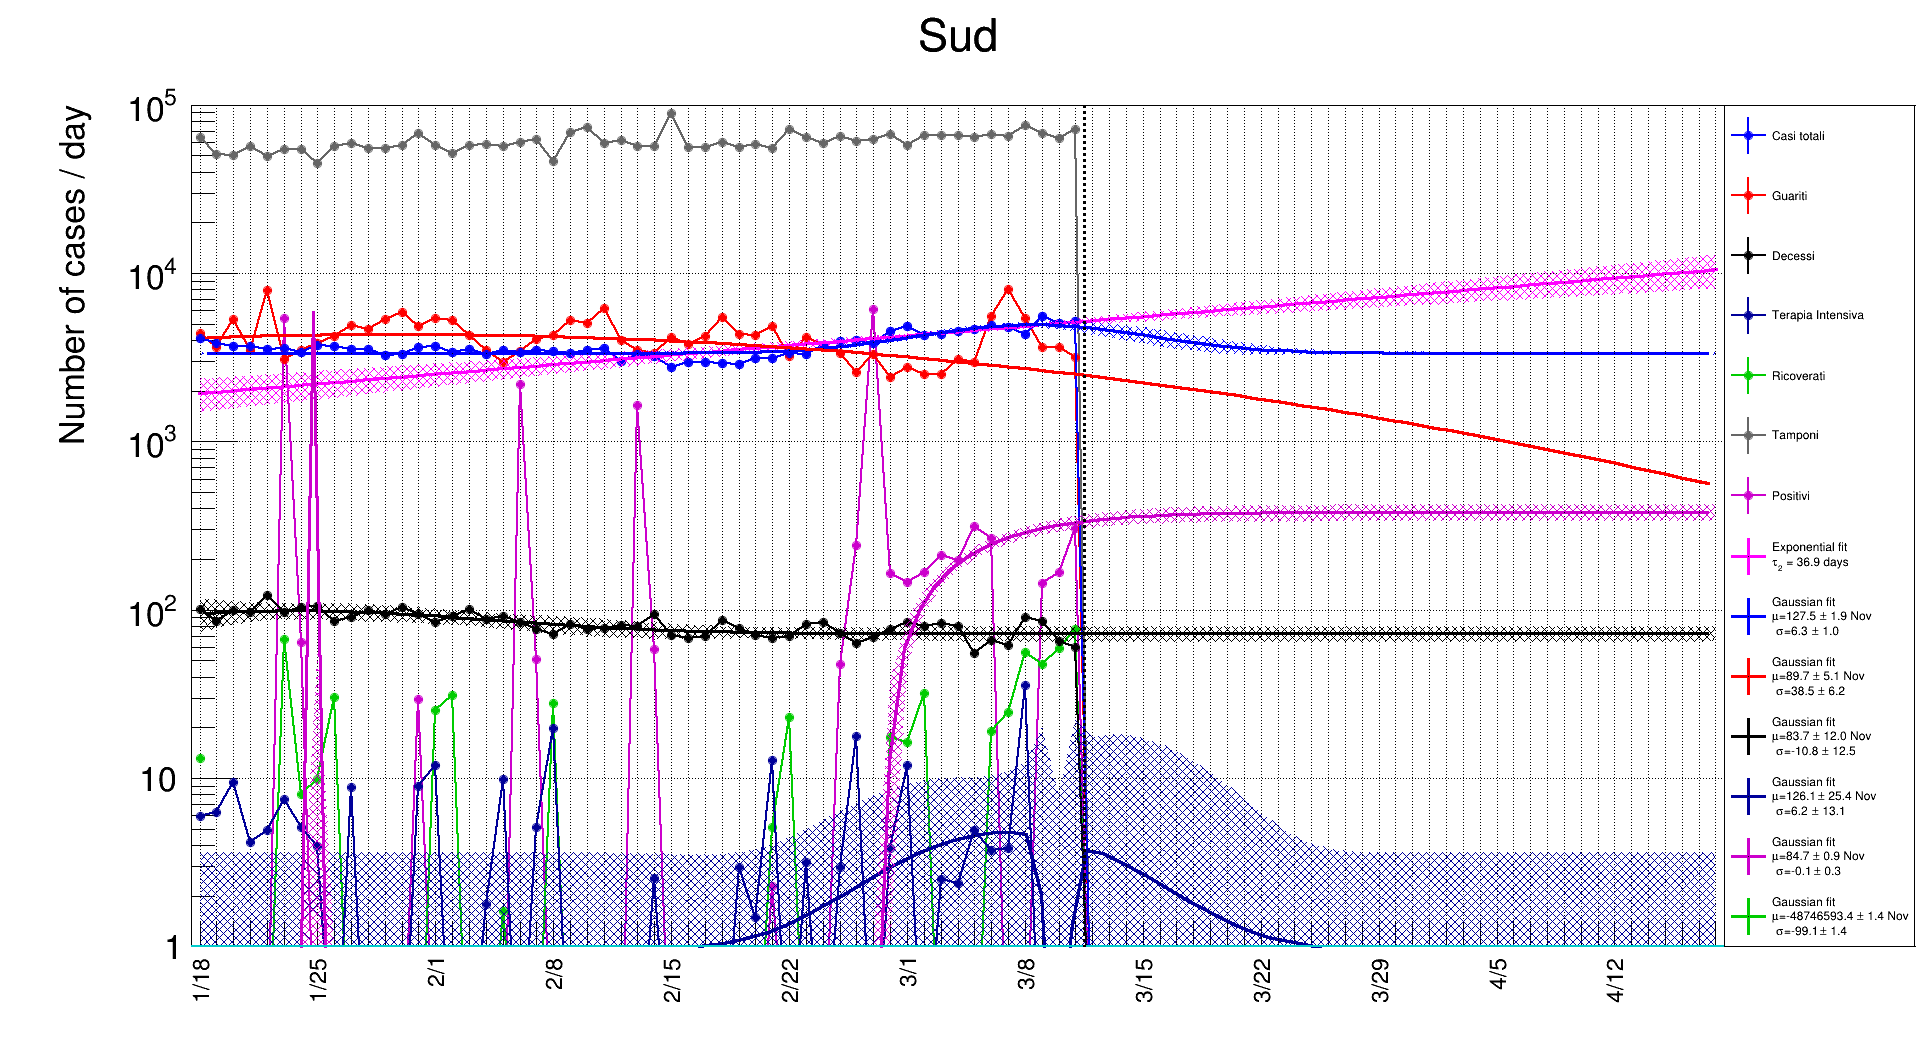 Sud
Number of cases / day
10^5
10^4
10^3
10^2
10
1
1/18
1/25
2/1
2/8
2/15
2/22
3/1
3/8
3/15
3/22
3/29
4/5
4/12
Casi totali
Guariti
Decessi
Terapia Intensiva
Ricoverati
Tamponi
Positivi
Exponential fit
τ_2 = 36.9 days
Gaussian fit
μ=127.5 ± 1.9 Nov
σ=6.3 ± 1.0
Gaussian fit
μ=89.7 ± 5.1 Nov
σ=38.5 ± 6.2
Gaussian fit
μ=83.7 ± 12.0 Nov
σ=-10.8 ± 12.5
Gaussian fit
μ=126.1 ± 25.4 Nov
σ=6.2 ± 13.1
Gaussian fit
μ=84.7 ± 0.9 Nov
σ=-0.1 ± 0.3
Gaussian fit
μ=-48746593.4 ± 1.4 Nov
σ=-99.1 ± 1.4